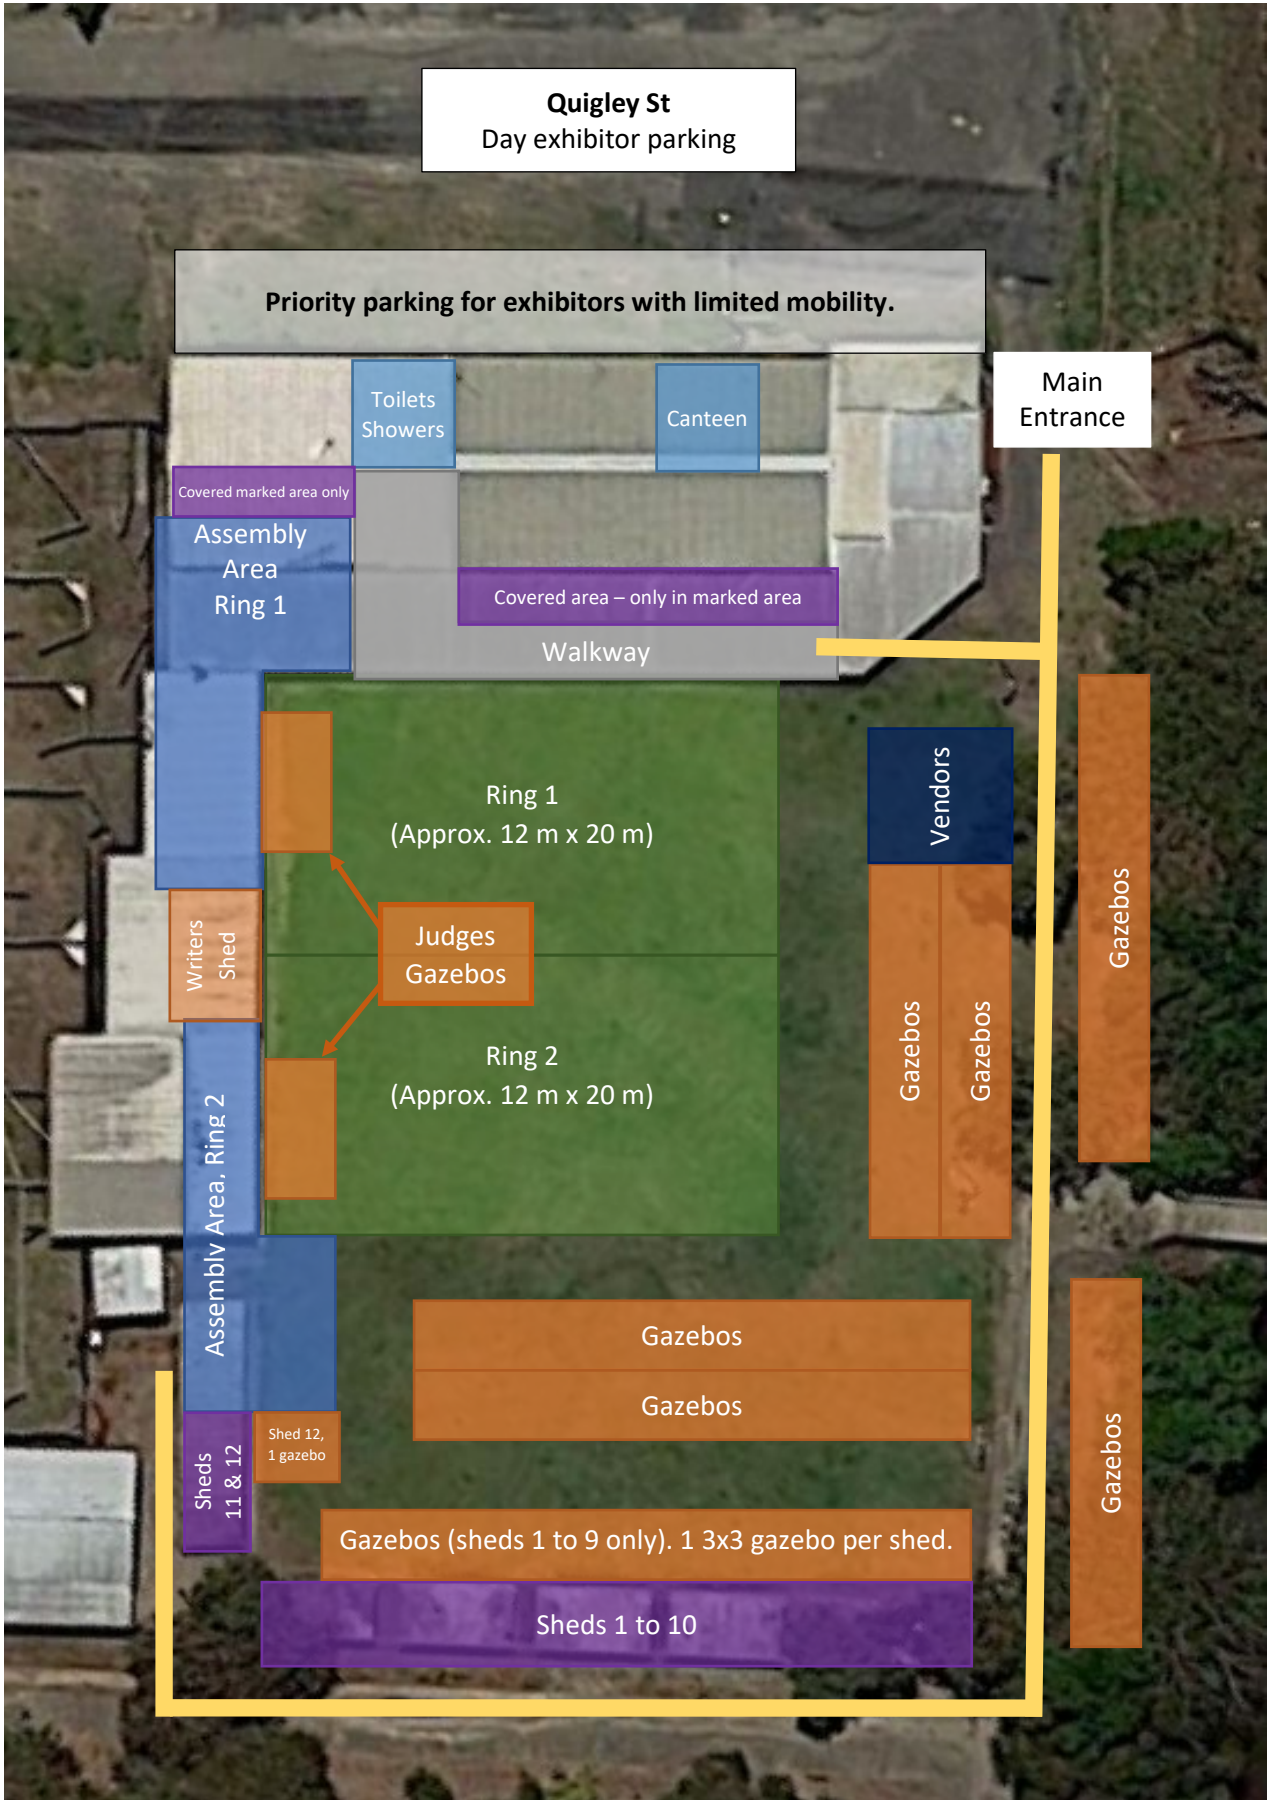 Quigley St
Day exhibitor parking
Priority parking for exhibitors with limited mobility.
Main
Entrance
Toilets
Showers
Canteen
Covered marked area only
Assembly
Area
Ring 1
Covered area – only in marked area
Walkway
Vendors
Gazebos
Ring 1
(Approx. 12 m x 20 m)
Writers
Shed
Judges
Gazebos
Gazebos
Gazebos
Ring 2
(Approx. 12 m x 20 m)
Assembly Area, Ring 2
Gazebos
Gazebos
Gazebos
Shed 12,
1 gazebo
Sheds
11 & 12
Gazebos (sheds 1 to 9 only). 1 3x3 gazebo per shed.
Sheds 1 to 10